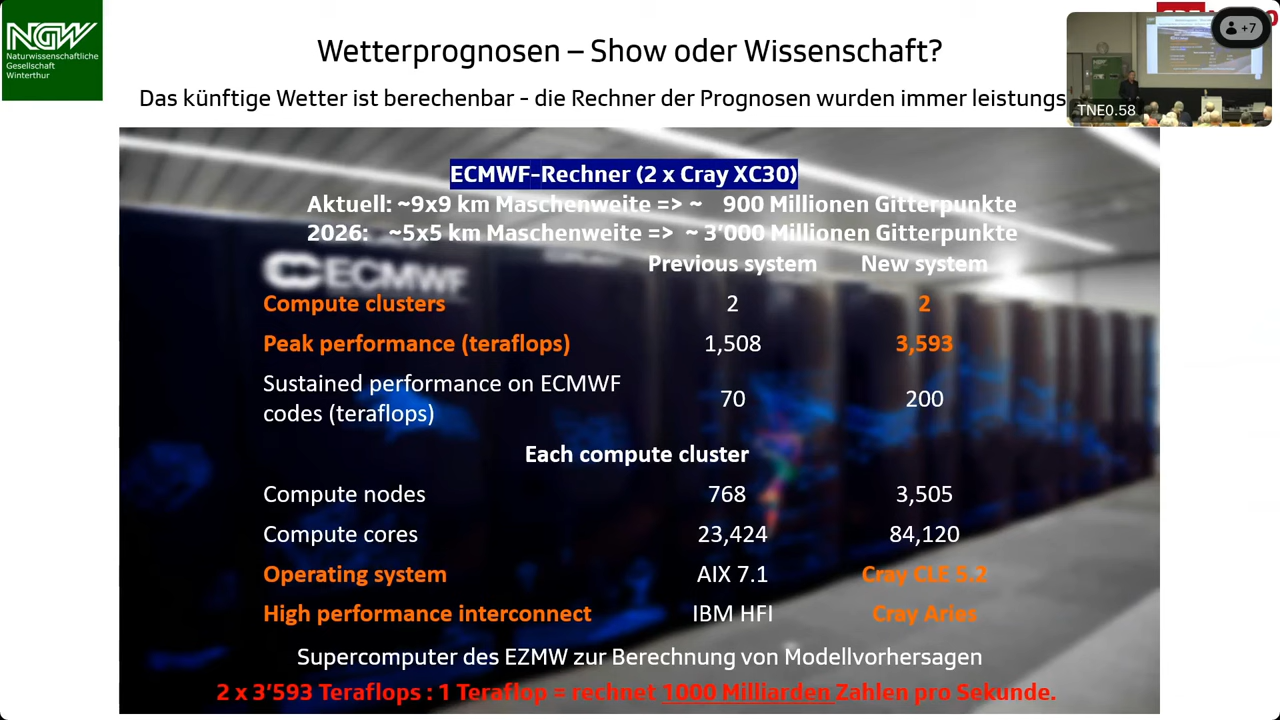 NGW
Naturwissenschaftliche
Gesellschaft
Winterthur
Wetterprognosen – Show oder Wissenschaft?
+7
Das künftige Wetter ist berechenbar - die Rechner der Prognosen wurden immer leistungs
TNE0.58
ECMWF-Rechner (2 x Cray XC30)
Aktuell: ~9x9 km Maschenweite => ~ 900 Millionen Gitterpunkte
2026: ~5x5 km Maschenweite => ~ 3’000 Millionen Gitterpunkte
ECMWF
Previous system New system
Compute clusters 2 2
Peak performance (teraflops) 1,508 3,593
Sustained performance on ECMWF
codes (teraflops) 70 200
Each compute cluster
Compute nodes 768 3,505
Compute cores 23,424 84,120
Operating system AIX 7.1 Cray CLE 5.2
High performance interconnect IBM HFI Cray Aries
Supercomputer des EZMW zur Berechnung von Modellvorhersagen
2 x 3’593 Teraflops : 1 Teraflop = rechnet 1000 Milliarden Zahlen pro Sekunde.